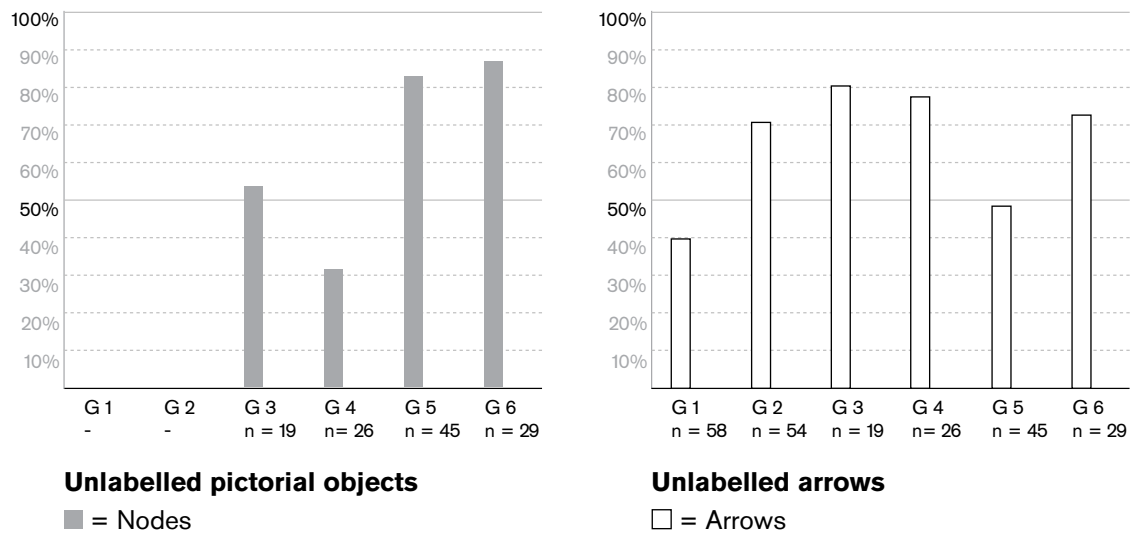 100%
90%
80%
70%
60%
50%
40%
30%
20%
10%
G 1 G 2 G 3 G 4 G 5 G 6
- - n = 19 n= 26 n = 45 n = 29
Unlabelled pictorial objects
= Nodes
100%
90%
80%
70%
60%
50%
40%
30%
20%
10%
G 1 G 2 G 3 G 4 G 5 G 6
n = 58 n = 54 n = 19 n= 26 n = 45 n = 29
Unlabelled arrows
= Arrows